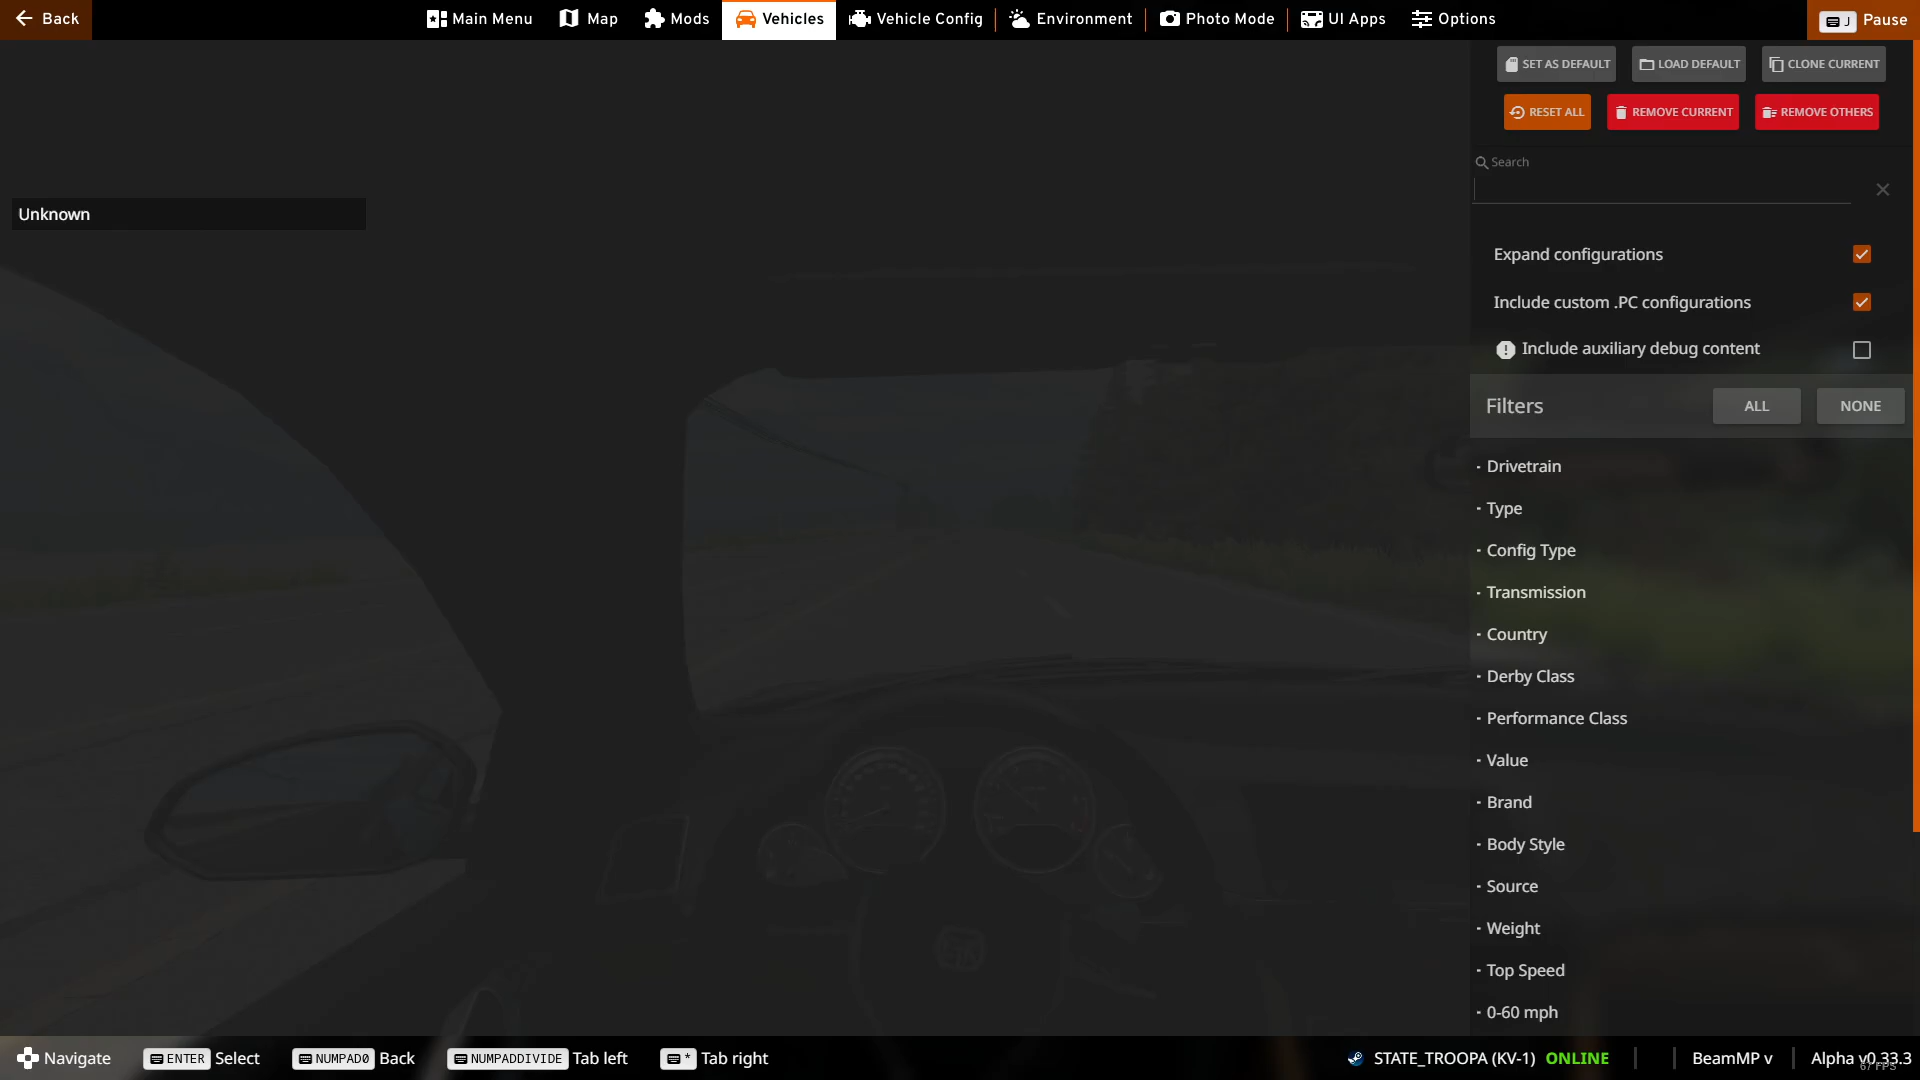 Back
Main Menu
Map
Mods
Vehicles
Vehicle Config
Environment
Photo Mode
UI Apps
Options
J Pause
SET AS DEFAULT
LOAD DEFAULT
CLONE CURRENT
RESET ALL
REMOVE CURRENT
REMOVE OTHERS
Search
Unknown
Expand configurations
Include custom .PC configurations
Include auxiliary debug content
Filters
ALL
NONE
· Drivetrain
· Type
· Config Type
· Transmission
· Country
· Derby Class
· Performance Class
· Value
· Brand
· Body Style
· Source
· Weight
· Top Speed
· 0-60 mph
Navigate
ENTER Select
NUMPAD0 Back
NUMPADDIVIDE Tab left
* Tab right
STATE_TROOPA (KV-1) ONLINE
BeamMP v
Alpha v0.33.3
67 FPS